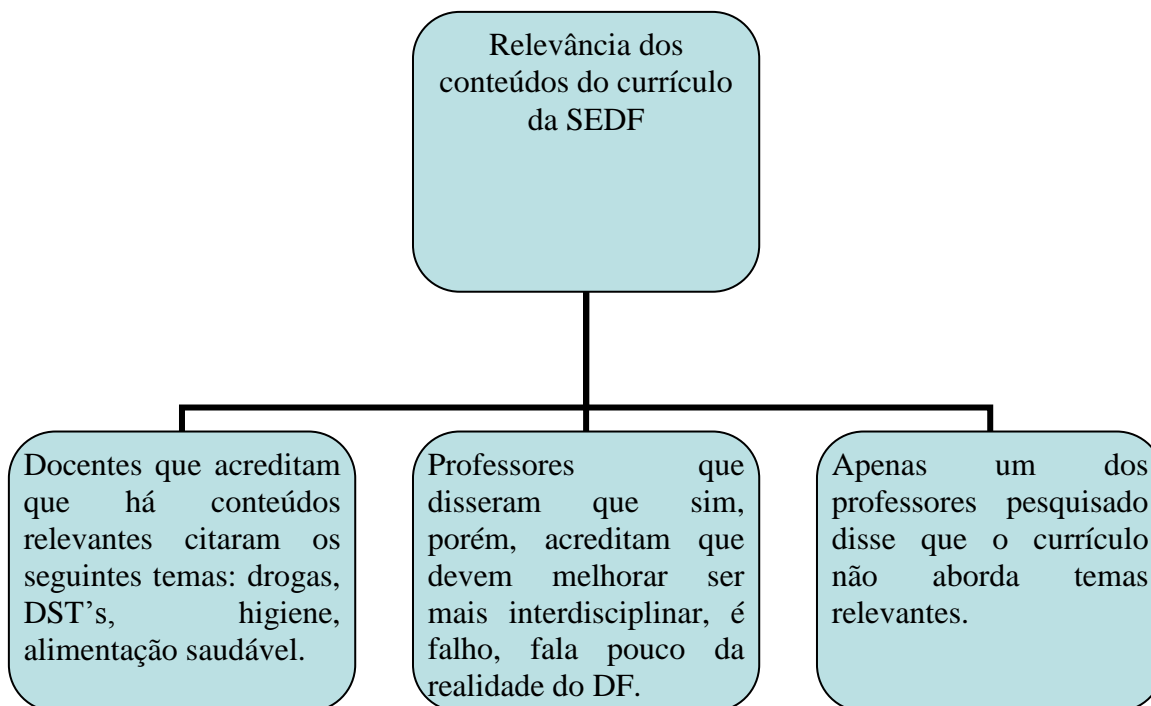 Relevância dos
conteúdos do currículo
da SEDF
Docentes que acreditam
que há conteúdos
relevantes citaram os
seguintes temas: drogas,
DST's, higiene,
alimentação saudável.
Professores que
disseram que sim,
porém, acreditam que
devem melhorar ser
mais interdisciplinar, é
falho, fala pouco da
realidade do DF.
Apenas um dos
professores pesquisado
disse que o currículo
não aborda temas
relevantes.